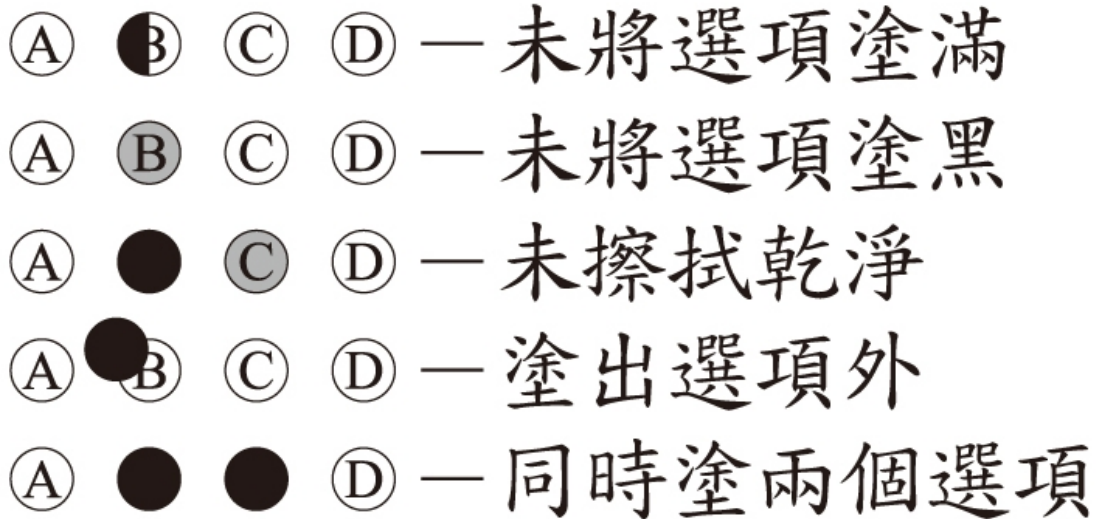 Ⓐ Ⓑ Ⓒ Ⓓ — 未將選項塗滿
Ⓐ Ⓑ Ⓒ Ⓓ — 未將選項塗黑
Ⓐ ● Ⓒ Ⓓ — 未擦拭乾淨
Ⓐ Ⓑ Ⓒ Ⓓ — 塗出選項外
Ⓐ ● ● Ⓓ — 同時塗兩個選項